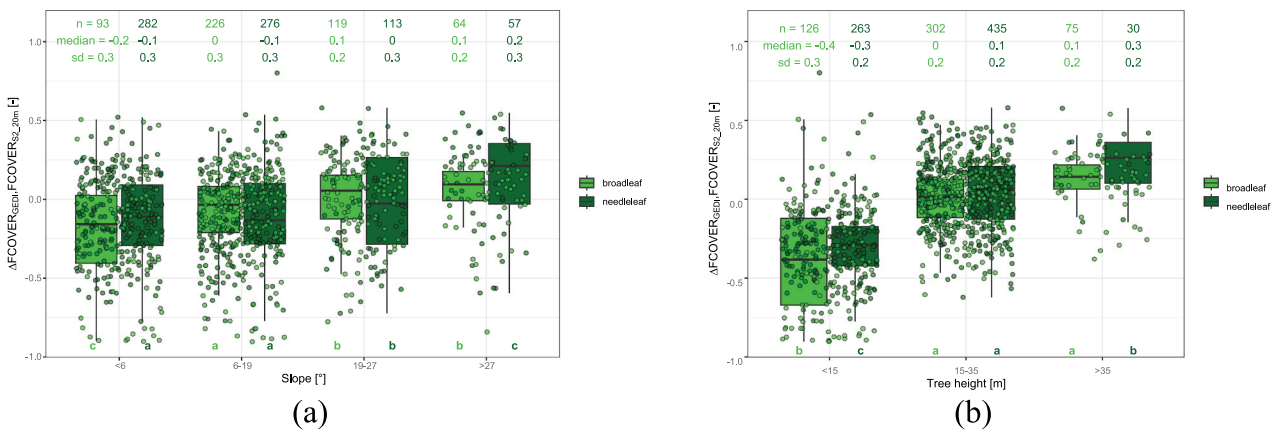 n = 93 282 226 276 119 113 64 57
median = -0.2 -0.1 0 -0.1 0.1 0 0.1 0.2
sd = 0.3 0.3 0.3 0.3 0.2 0.3 0.2 0.3
1.0
0.5
0.0
-0.5
-1.0
ΔFCOVER_GEDI,FCOVER_S2_20m [-]
c a a a b b b c
<6 6-19 19-27 >27
Slope [°]
broadleaf
needleleaf
(a)
n = 126 263 302 435 75 30
median = -0.4 -0.3 0 0.1 0.1 0.3
sd = 0.3 0.2 0.2 0.2 0.2 0.2
1.0
0.5
0.0
-0.5
-1.0
ΔFCOVER_GEDI,FCOVER_S2_20m [-]
b c a a a b
<15 15-35 >35
Tree height [m]
broadleaf
needleleaf
(b)